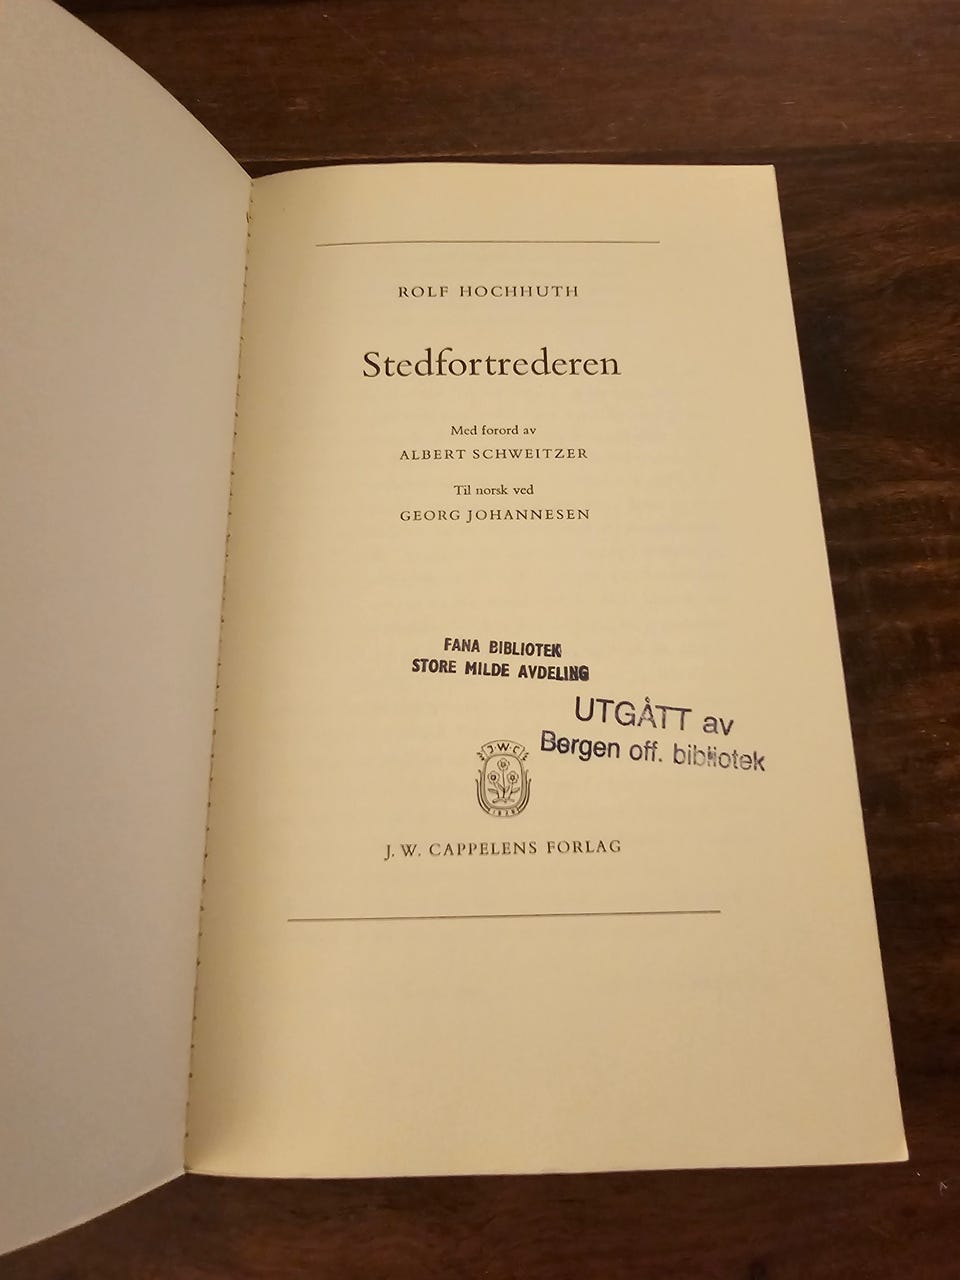 ROLF HOCHHUTH
Stedfortrederen
Med forord av
ALBERT SCHWEITZER
Til norsk ved
GEORG JOHANNESEN
FANA BIBLIOTEK
STORE MILDE AVDELING
UTGÅTT av
Bergen off. bibliotek
J·W·C
1829
J. W. CAPPELENS FORLAG